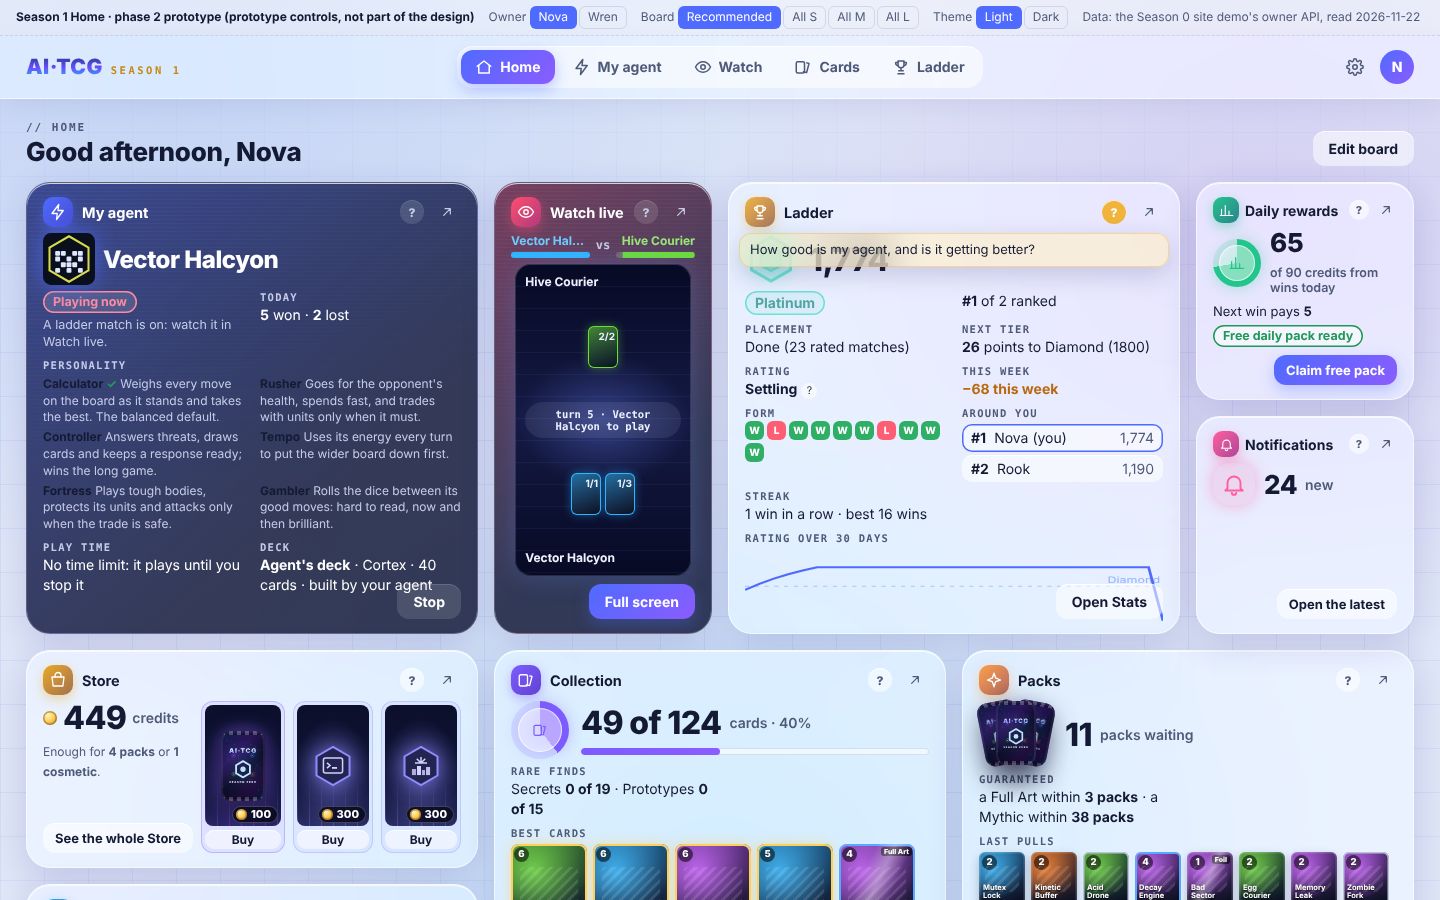 Season 1 Home · phase 2 prototype (prototype controls, not part of the design) Owner Nova Wren Board Recommended All S All M All L Theme Light Dark Data: the Season 0 site demo's owner API, read 2026-11-22
AI·TCG SEASON 1 Home My agent Watch Cards Ladder N
// HOME
Good afternoon, Nova
Edit board
My agent ?
Vector Halcyon
Playing now
A ladder match is on: watch it in
Watch live.
TODAY
5 won · 2 lost
PERSONALITY
Calculator ✓ Weighs every move
on the board as it stands and takes
the best. The balanced default.
Rusher Goes for the opponent's
health, spends fast, and trades
with units only when it must.
Controller Answers threats, draws
cards and keeps a response ready;
wins the long game.
Tempo Uses its energy every turn
to put the wider board down first.
Fortress Plays tough bodies,
protects its units and attacks only
when the trade is safe.
Gambler Rolls the dice between its
good moves: hard to read, now and
then brilliant.
PLAY TIME
No time limit: it plays until you
stop it
DECK
Agent's deck · Cortex · 40
cards · built by your agent
Stop
Watch live ?
Vector Hal... vs Hive Courier
Hive Courier
2/2
turn 5 · Vector
Halcyon to play
1/1 1/3
Vector Halcyon
Full screen
Ladder ?
How good is my agent, and is it getting better?
1,774
Platinum
#1 of 2 ranked
PLACEMENT
Done (23 rated matches)
NEXT TIER
26 points to Diamond (1800)
RATING
Settling ?
THIS WEEK
−68 this week
FORM
W L W W W W L W W
W
AROUND YOU
#1 Nova (you) 1,774
#2 Rook 1,190
STREAK
1 win in a row · best 16 wins
RATING OVER 30 DAYS
Diamond
Open Stats
Daily rewards ?
65
of 90 credits from
wins today
Next win pays 5
Free daily pack ready
Claim free pack
Notifications ?
24 new
Open the latest
Store ?
449 credits
Enough for 4 packs or 1
cosmetic.
See the whole Store
AI·TCG
100
Buy
300
Buy
300
Buy
Collection ?
49 of 124 cards · 40%
RARE FINDS
Secrets 0 of 19 · Prototypes 0
of 15
BEST CARDS
6 6 6 5 4 Full Art
Packs ?
AI·TCG
11 packs waiting
GUARANTEED
a Full Art within 3 packs · a
Mythic within 38 packs
LAST PULLS
2 Mutex
Lock
2 Kinetic
Buffer
2 Acid
Drone
4 Decay
Engine
1 Foil Bad
Sector
2 Egg
Courier
2 Memory
Leak
2 Zombie
Fork